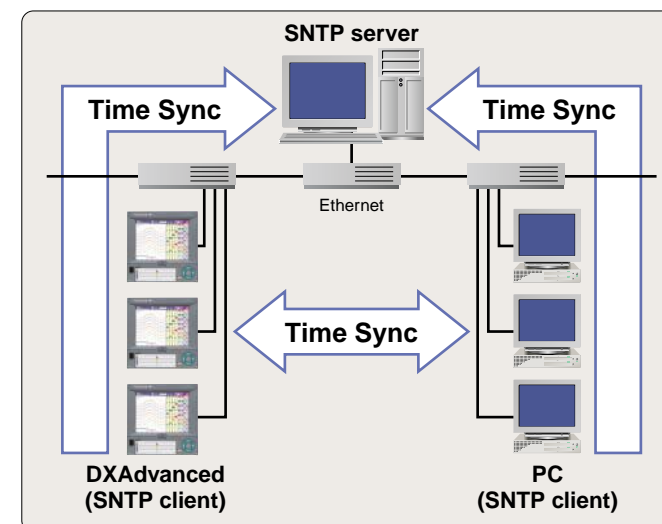 SNTP server
Time Sync
Time Sync
Ethernet
Time Sync
DXAdvanced
(SNTP client)
PC
(SNTP client)